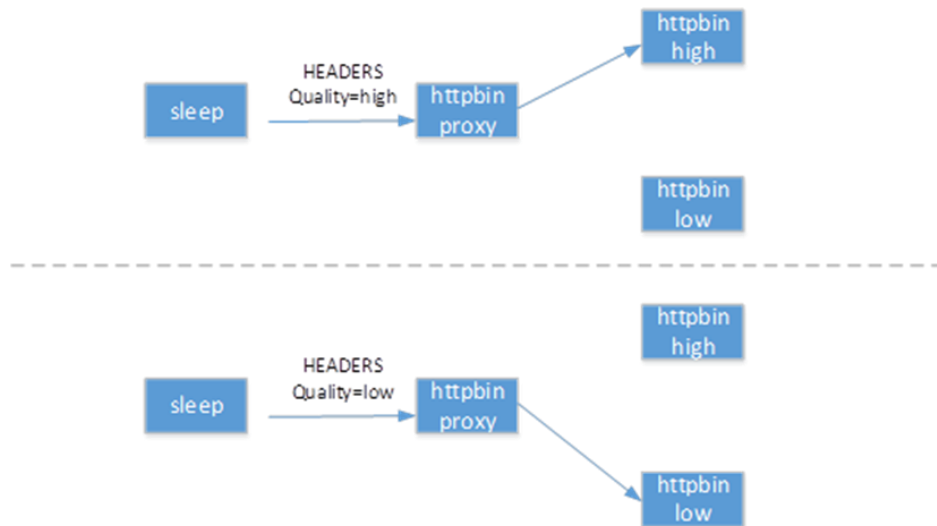 httpbin
high
HEADERS
Quality=high
sleep
httpbin
proxy
httpbin
low
httpbin
high
HEADERS
Quality=low
sleep
httpbin
proxy
httpbin
low